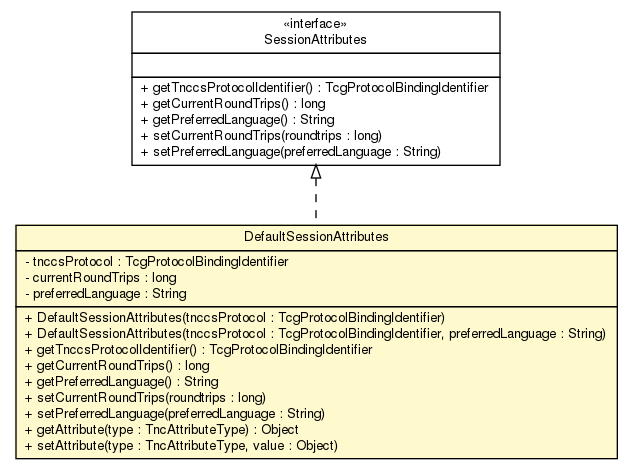 «interface»
SessionAttributes
+ getTnccsProtocolIdentifier() : TcgProtocolBindingIdentifier
+ getCurrentRoundTrips() : long
+ getPreferredLanguage() : String
+ setCurrentRoundTrips(roundtrips : long)
+ setPreferredLanguage(preferredLanguage : String)
DefaultSessionAttributes
- tnccsProtocol : TcgProtocolBindingIdentifier
- currentRoundTrips : long
- preferredLanguage : String
+ DefaultSessionAttributes(tnccsProtocol : TcgProtocolBindingIdentifier)
+ DefaultSessionAttributes(tnccsProtocol : TcgProtocolBindingIdentifier, preferredLanguage : String)
+ getTnccsProtocolIdentifier() : TcgProtocolBindingIdentifier
+ getCurrentRoundTrips() : long
+ getPreferredLanguage() : String
+ setCurrentRoundTrips(roundtrips : long)
+ setPreferredLanguage(preferredLanguage : String)
+ getAttribute(type : TncAttributeType) : Object
+ setAttribute(type : TncAttributeType, value : Object)